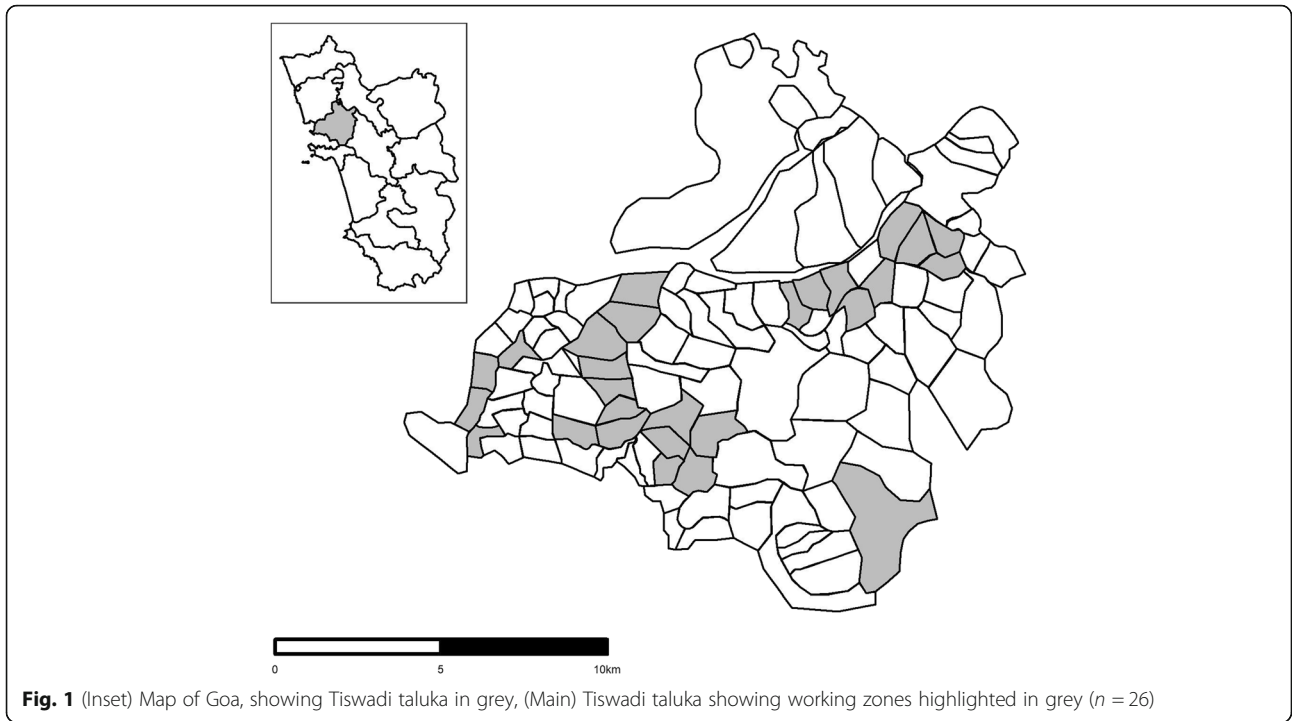 0 5 10km
Fig. 1 (Inset) Map of Goa, showing Tiswadi taluka in grey, (Main) Tiswadi taluka showing working zones highlighted in grey (n = 26)